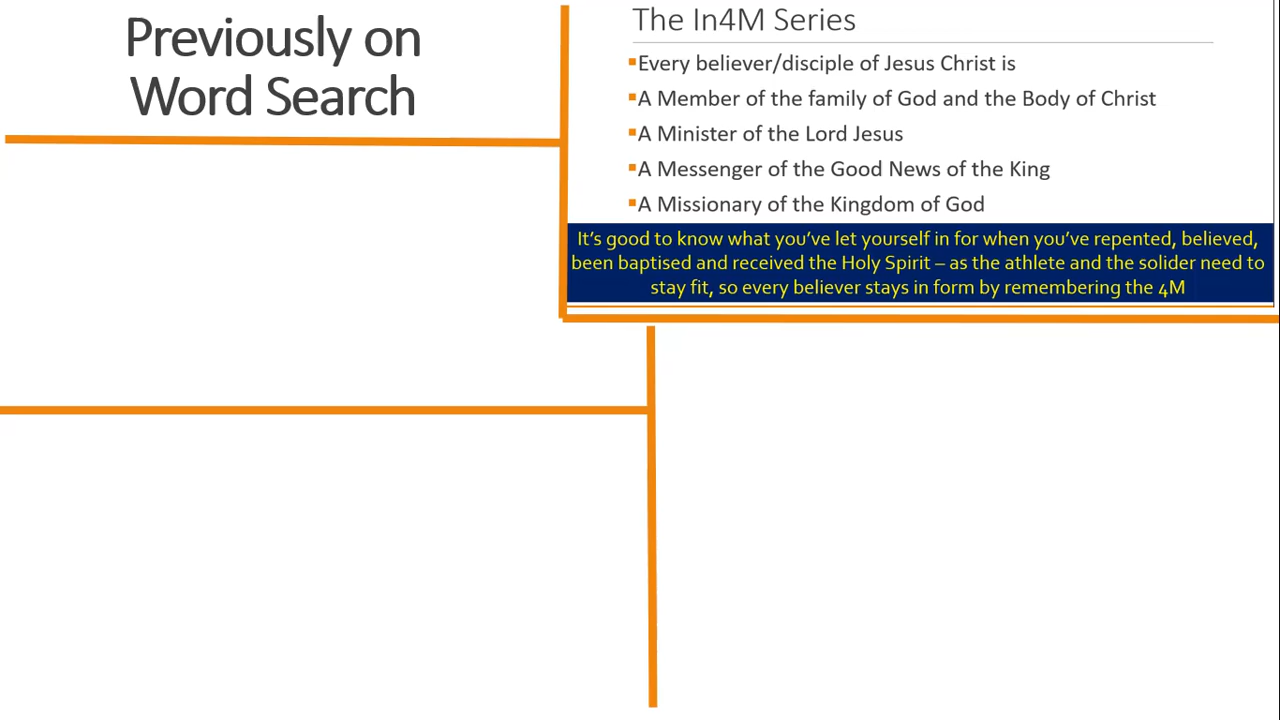 Previously on
Word Search
The In4M Series
▪Every believer/disciple of Jesus Christ is
▪A Member of the family of God and the Body of Christ
▪A Minister of the Lord Jesus
▪A Messenger of the Good News of the King
▪A Missionary of the Kingdom of God
It's good to know what you've let yourself in for when you've repented, believed,
been baptised and received the Holy Spirit – as the athlete and the solider need to
stay fit, so every believer stays in form by remembering the 4M